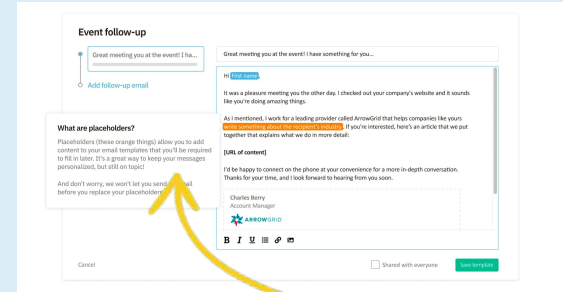 Event follow-up
Great meeting you at the event! I ha...
Add follow-up email
Great meeting you at the event! I have something for you...
Hi First name,
It was a pleasure meeting you the other day. I checked out your company's website and it sounds
like you're doing amazing things.
As I mentioned, I work for a leading provider called ArrowGrid that helps companies like yours
write something about the recipient's industry. If you're interested, here's an article that we put
together that explains what we do in more detail:
[URL of content]
I'd be happy to connect on the phone at your convenience for a more in-depth conversation.
Thanks for your time, and I look forward to hearing from you soon.
Charles Berry
Account Manager
ARROWGRID
B I U
What are placeholders?
Placeholders (these orange things) allow you to add
content to your email templates that you'll be required
to fill in later. It's a great way to keep your messages
personalized, but still on topic!
And don't worry, we won't let you send
before you replace your placeholders
Cancel
Shared with everyone
Save template